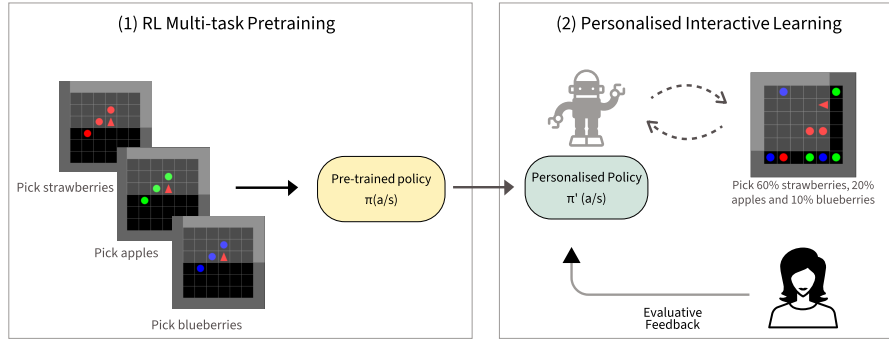 (1) RL Multi-task Pretraining
Pick strawberries
Pick apples
Pick blueberries
Pre-trained policy
π(a/s)
(2) Personalised Interactive Learning
Personalised Policy
π' (a/s)
Pick 60% strawberries, 20%
apples and 10% blueberries
Evaluative
Feedback